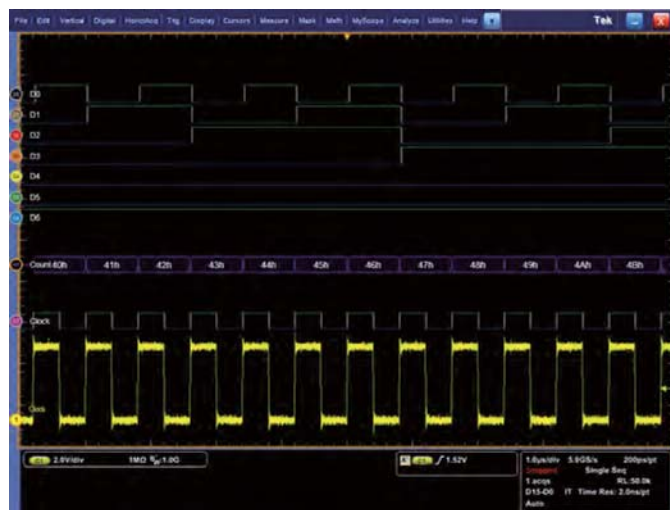 File Edit Vertical Digital Horiz/Acq Trig Display Cursors Measure Mask Math MyScope Analyze Utilities Help Tek
D0
D1
D2
D3
D4
D5
D6
Count 40h 41h 42h 43h 44h 45h 46h 47h 48h 49h 4Ah 4Bh
Clock
Clock
2.0V/div 1MΩ :1.0G
1.52V
1.0µs/div 5.0GS/s 200ps/pt
Stopped Single Seq
1 acqs RL:50.0k
D15-D0 IT Time Res: 2.0ns/pt
Auto